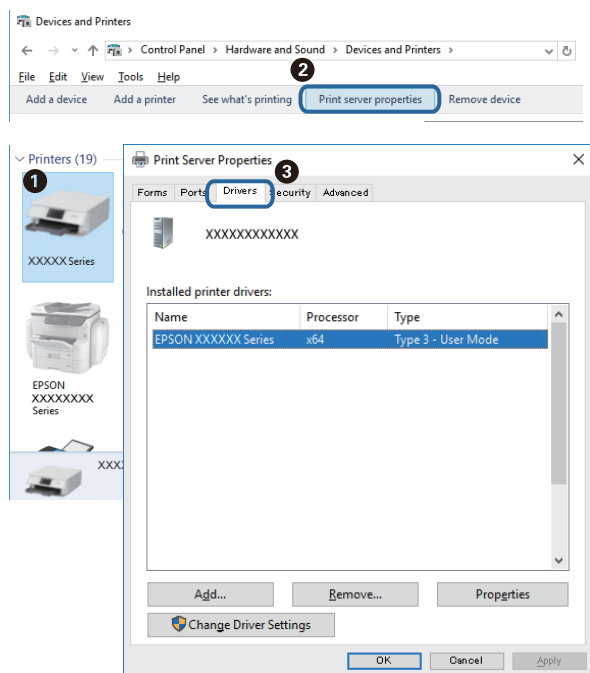 Devices and Printers
Control Panel > Hardware and Sound > Devices and Printers >
File Edit View Tools Help
2
Add a device Add a printer See what's printing Print server properties Remove device
Printers (19)
1
XXXXX Series
EPSON
XXXXXXXX
Series
XXX
Print Server Properties
3
Forms Ports Drivers Security Advanced
XXXXXXXXXXXX
Installed printer drivers:
Name Processor Type
EPSON XXXXXX Series x64 Type 3 - User Mode
Add... Remove... Properties
Change Driver Settings
OK Cancel Apply